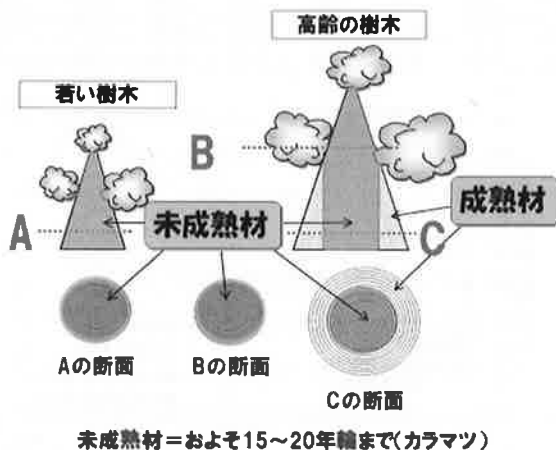 高齢の樹木
若い樹木
B
成熟材
未成熟材
A
C
Aの断面
Bの断面
Cの断面
未成熟材=およそ15～20年輪まで(カラマツ)